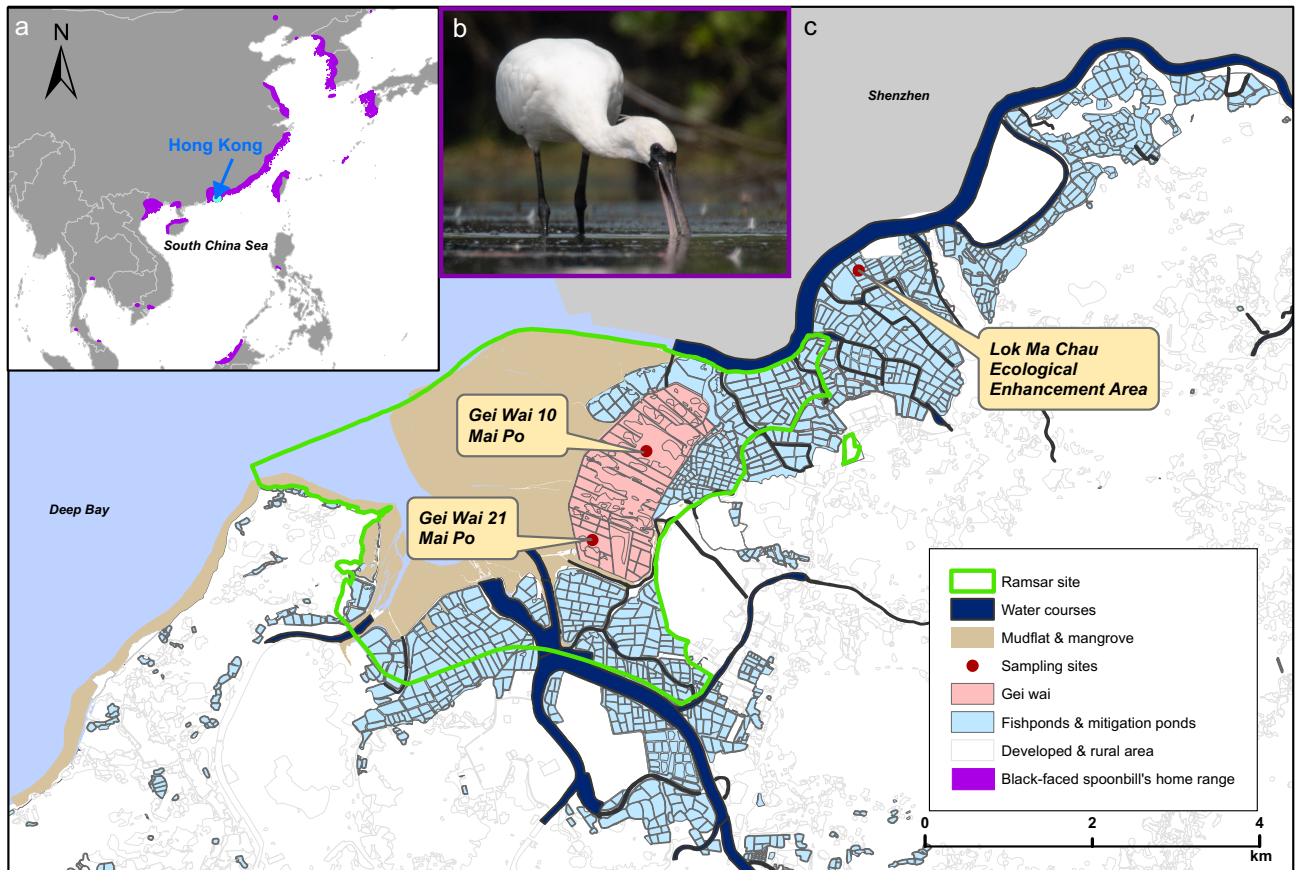 a
N
Hong Kong
South China Sea
b
c
Shenzhen
Lok Ma Chau
Ecological
Enhancement Area
Gei Wai 10
Mai Po
Gei Wai 21
Mai Po
Deep Bay
Ramsar site
Water courses
Mudflat & mangrove
Sampling sites
Gei wai
Fishponds & mitigation ponds
Developed & rural area
Black-faced spoonbill's home range
0 2 4
km